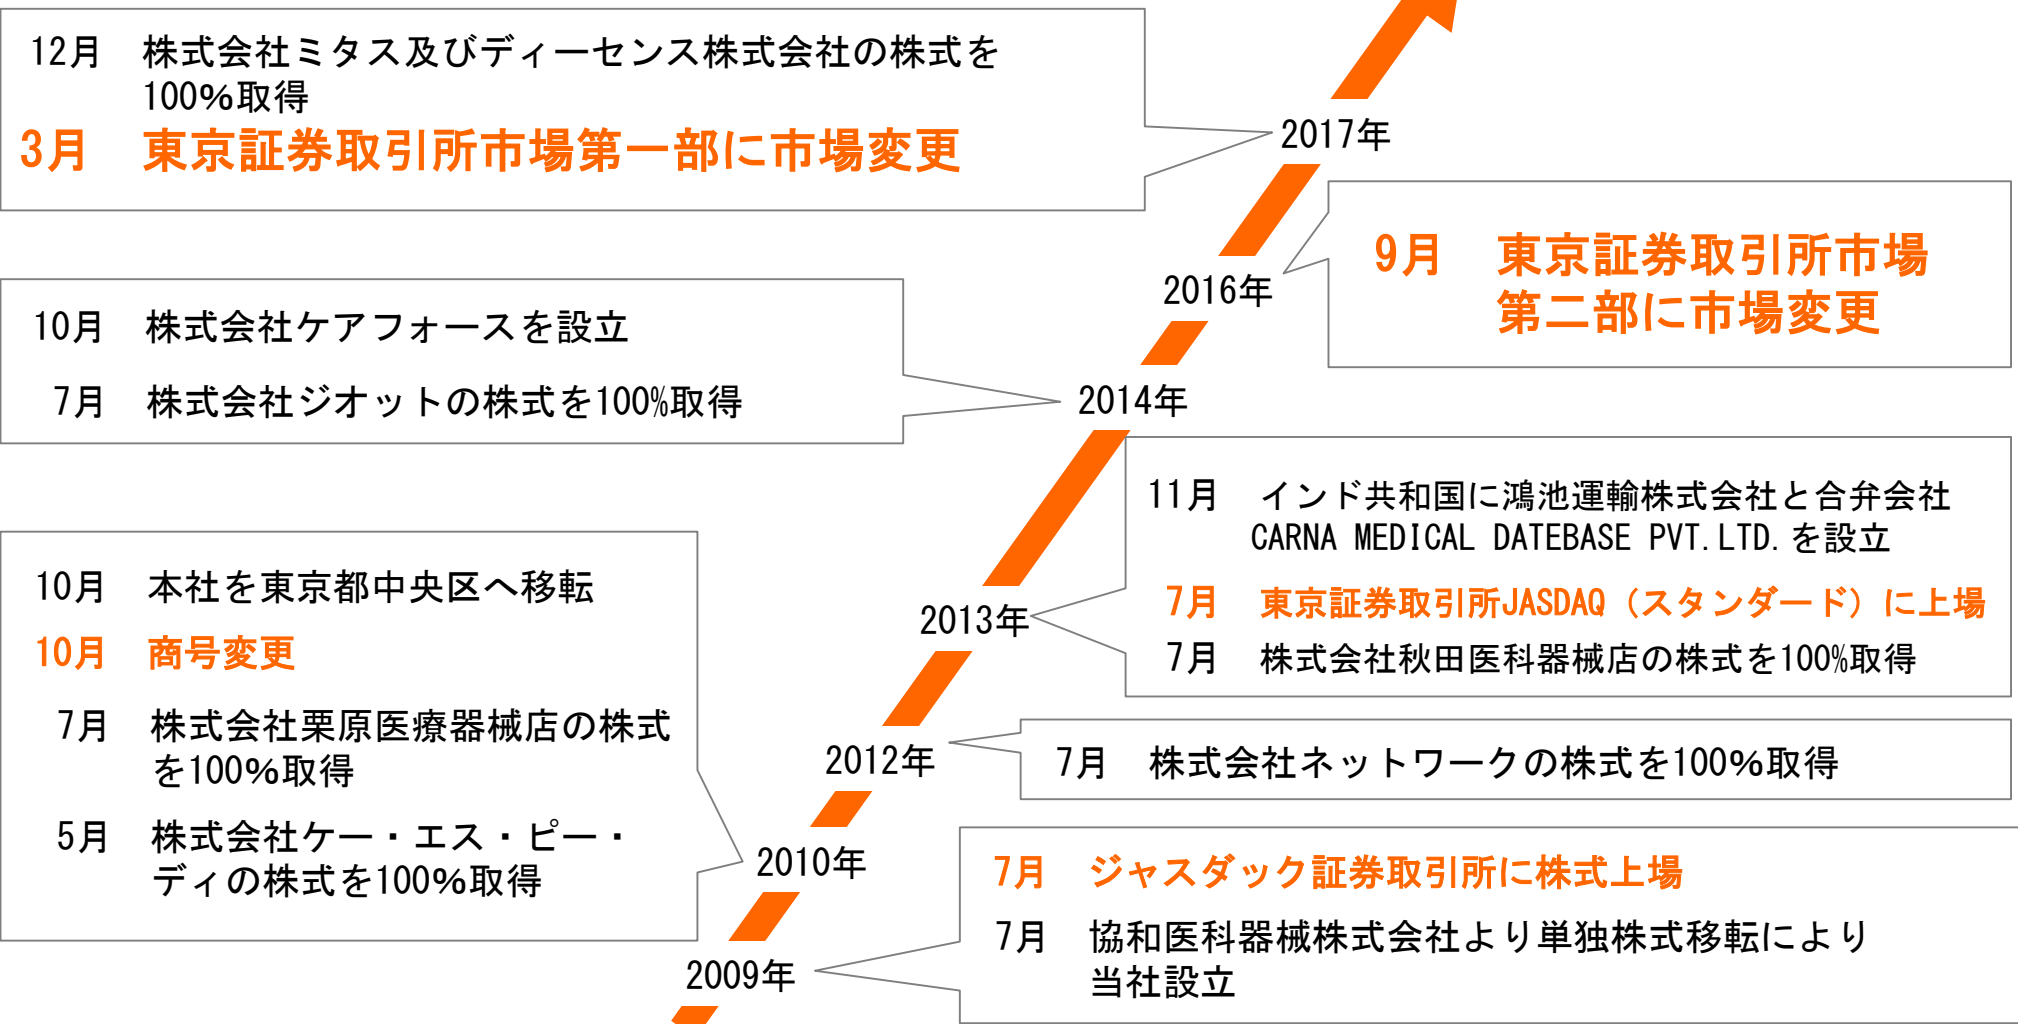 12月 株式会社ミタス及びディーセンス株式会社の株式を
100%取得
3月 東京証券取引所市場第一部に市場変更
2017年
9月 東京証券取引所市場
第二部に市場変更
2016年
10月 株式会社ケアフォースを設立
7月 株式会社ジオットの株式を100%取得
2014年
11月 インド共和国に鴻池運輸株式会社と合弁会社
CARNA MEDICAL DATEBASE PVT.LTD.を設立
7月 東京証券取引所JASDAQ（スタンダード）に上場
7月 株式会社秋田医科器械店の株式を100%取得
2013年
10月 本社を東京都中央区へ移転
10月 商号変更
7月 株式会社栗原医療器械店の株式
を100%取得
5月 株式会社ケー・エス・ピー・
ディの株式を100%取得
2012年
7月 株式会社ネットワークの株式を100%取得
2010年
7月 ジャスダック証券取引所に株式上場
7月 協和医科器械株式会社より単独株式移転により
当社設立
2009年